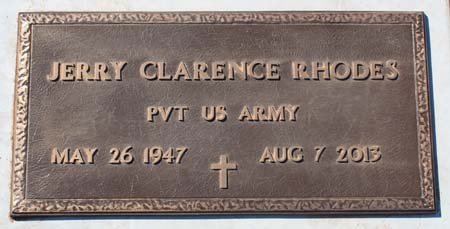 JERRY CLARENCE RHODES
PVT US ARMY
MAY 26 1947 AUG 7 2013